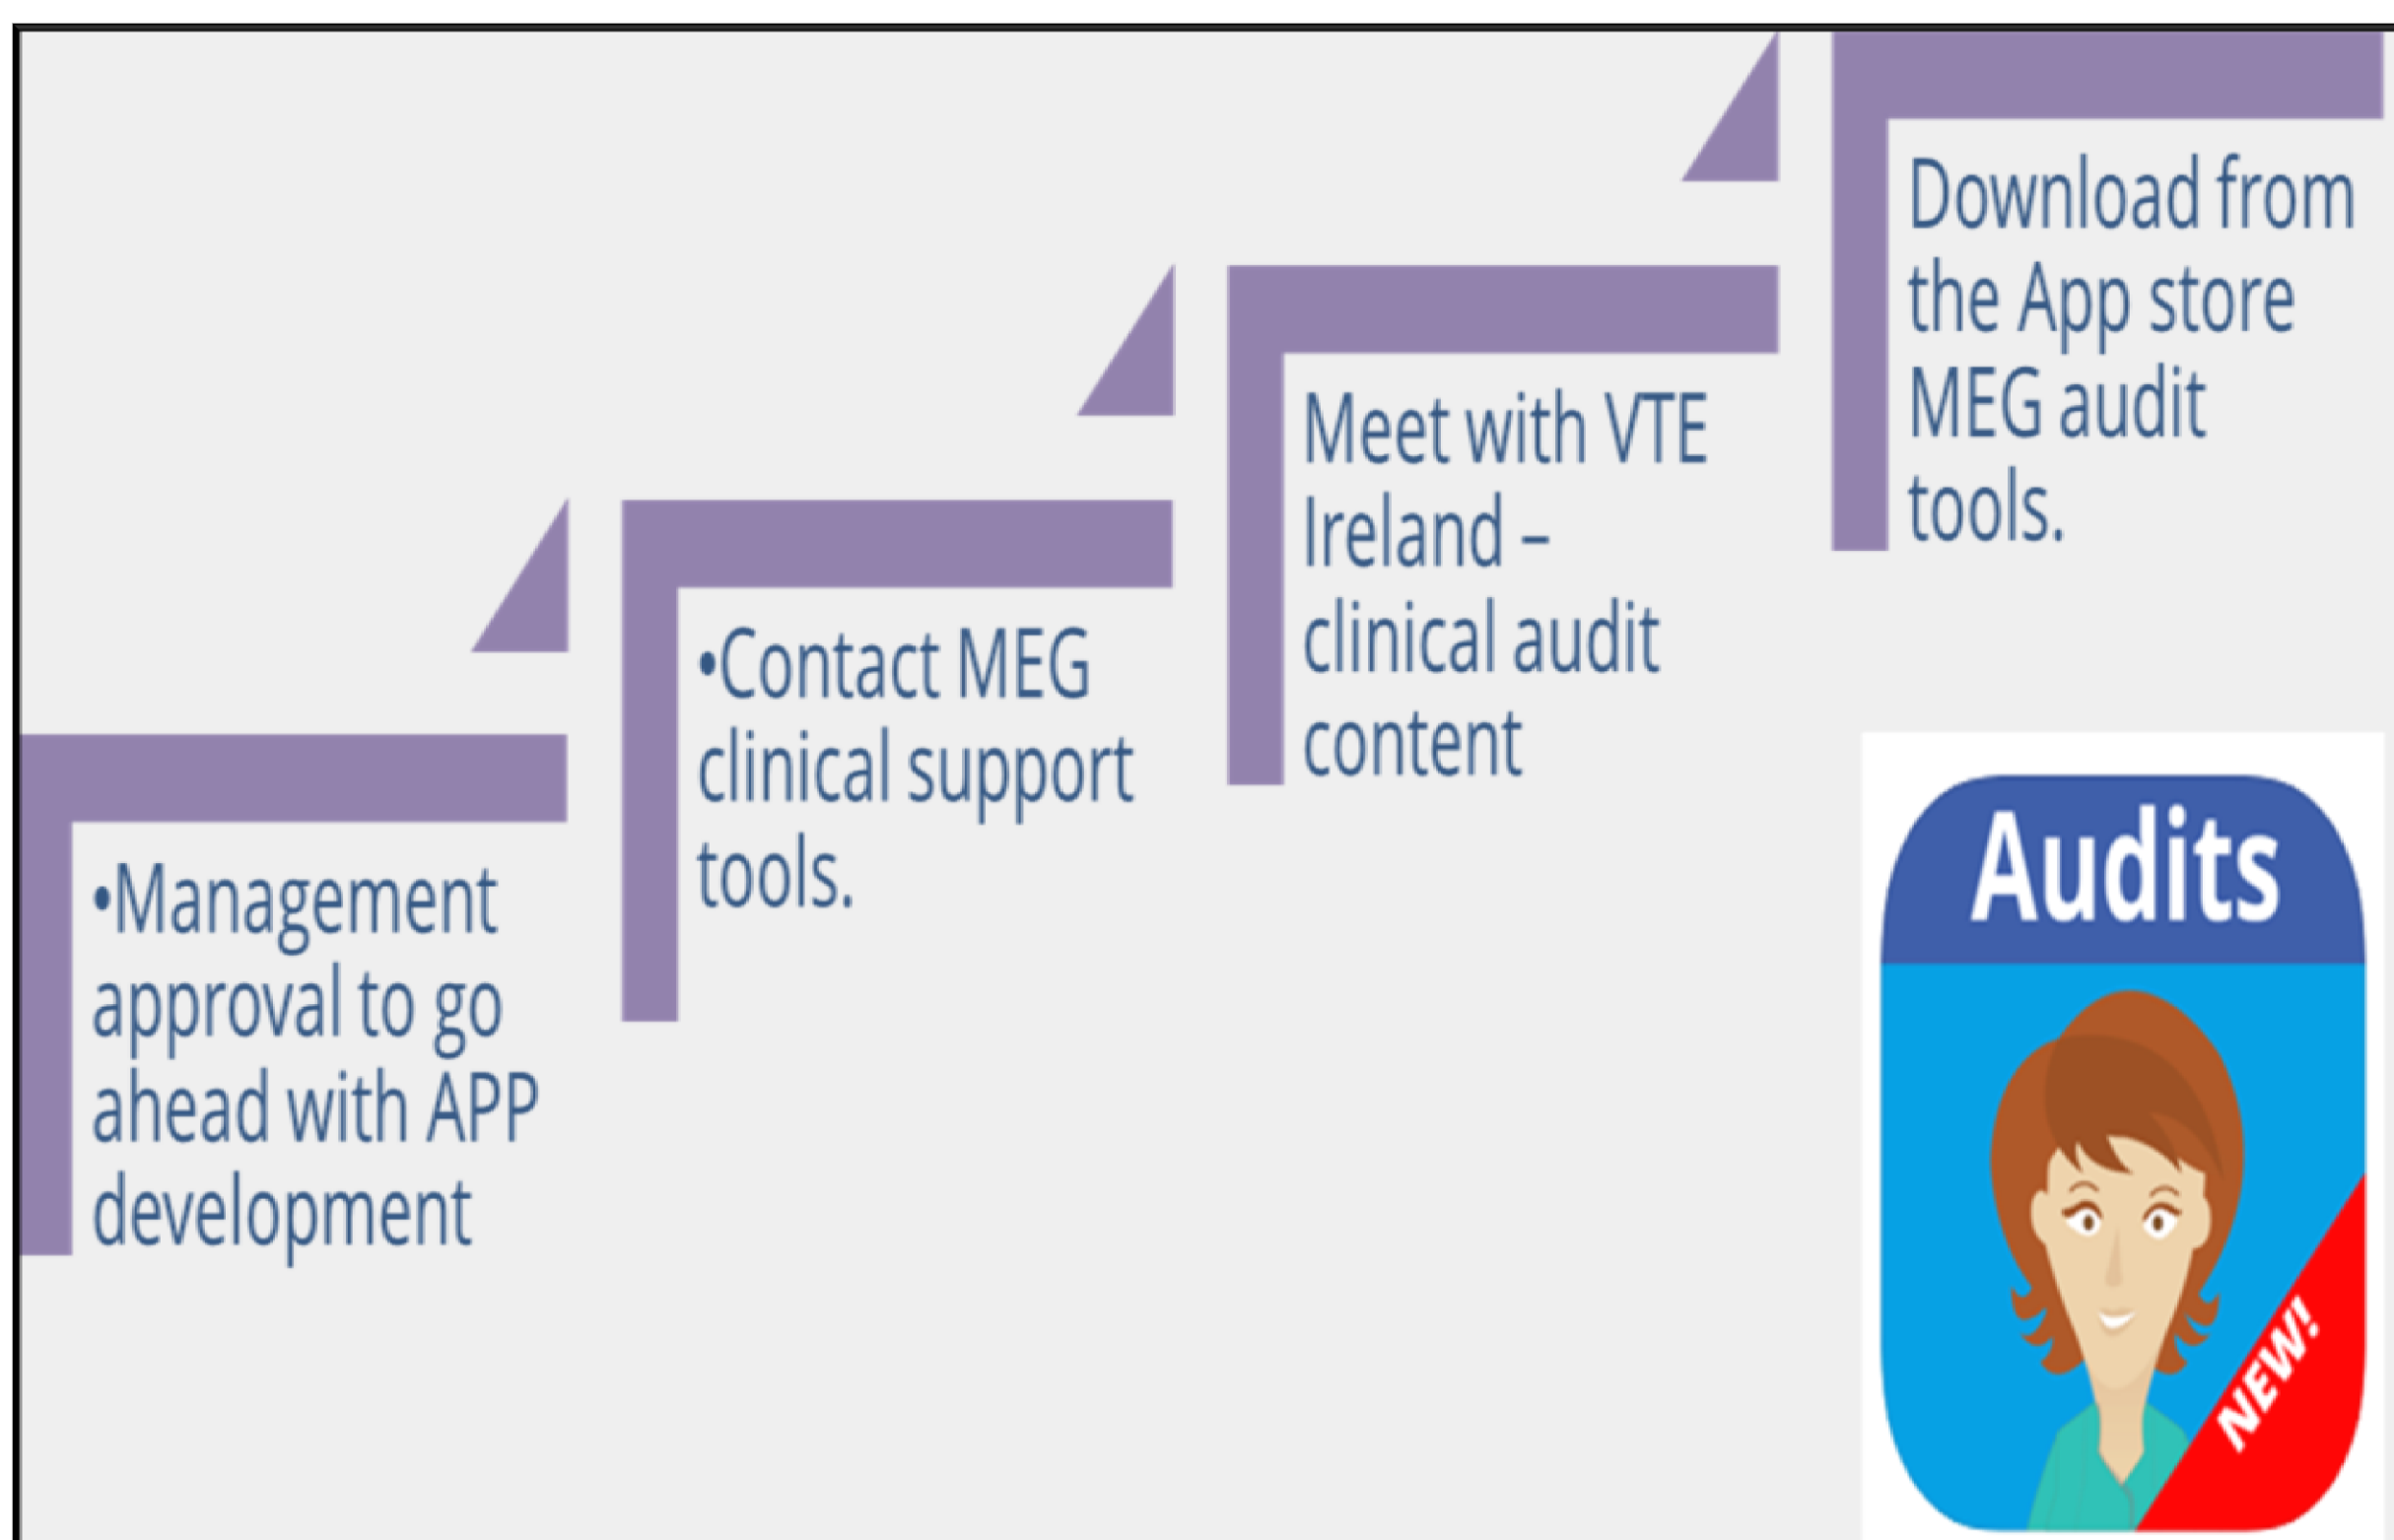 •Management
approval to go
ahead with APP
development
•Contact MEG
clinical support
tools.
Meet with VTE
Ireland –
clinical audit
content
Download from
the App store
MEG audit
tools.
Audits
NEW!